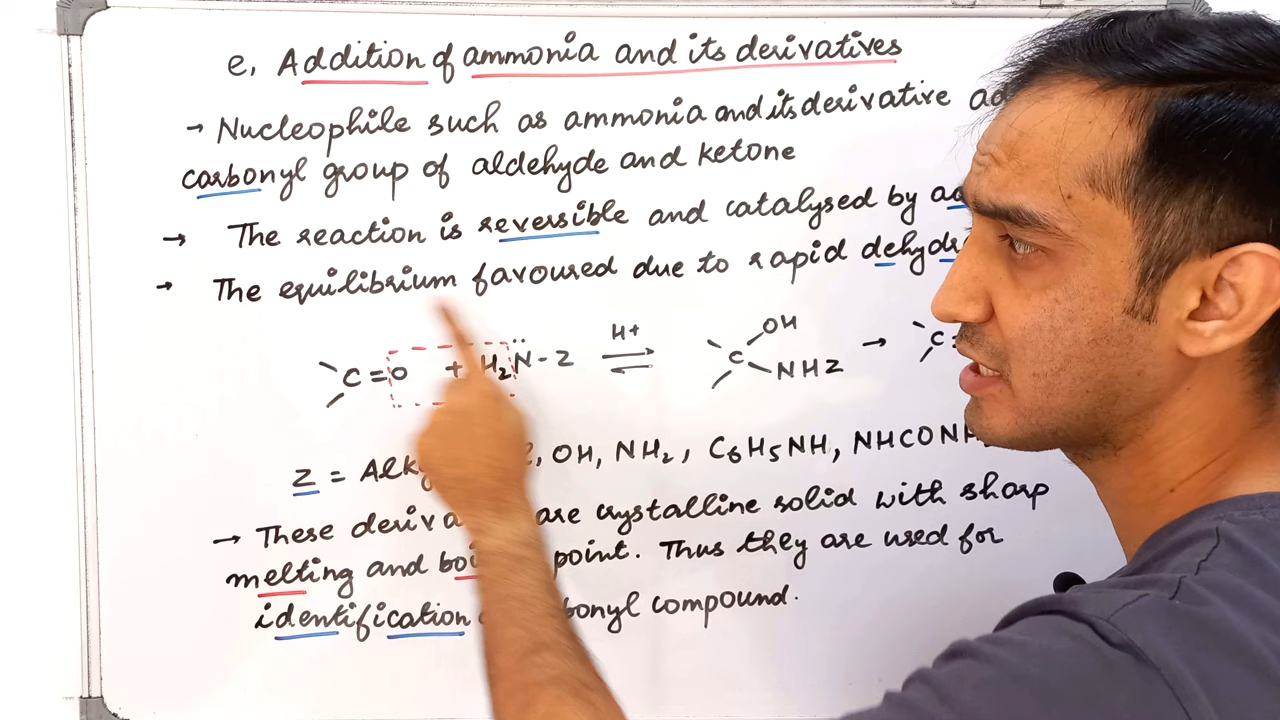 e. Addition of ammonia and its derivatives
→ Nucleophile such as ammonia and its derivative
carbonyl group of aldehyde and ketone
→ The reaction is reversible and catalysed by
→ The equilibrium favoured due to rapid
C=O + H₂N̈-Z ⇌ H+ C OH NHZ → C=
Z = OH, NH₂, C₆H₅NH,
→ These are crystalline solid with sharp
melting and point. Thus they are used for
identification compound.